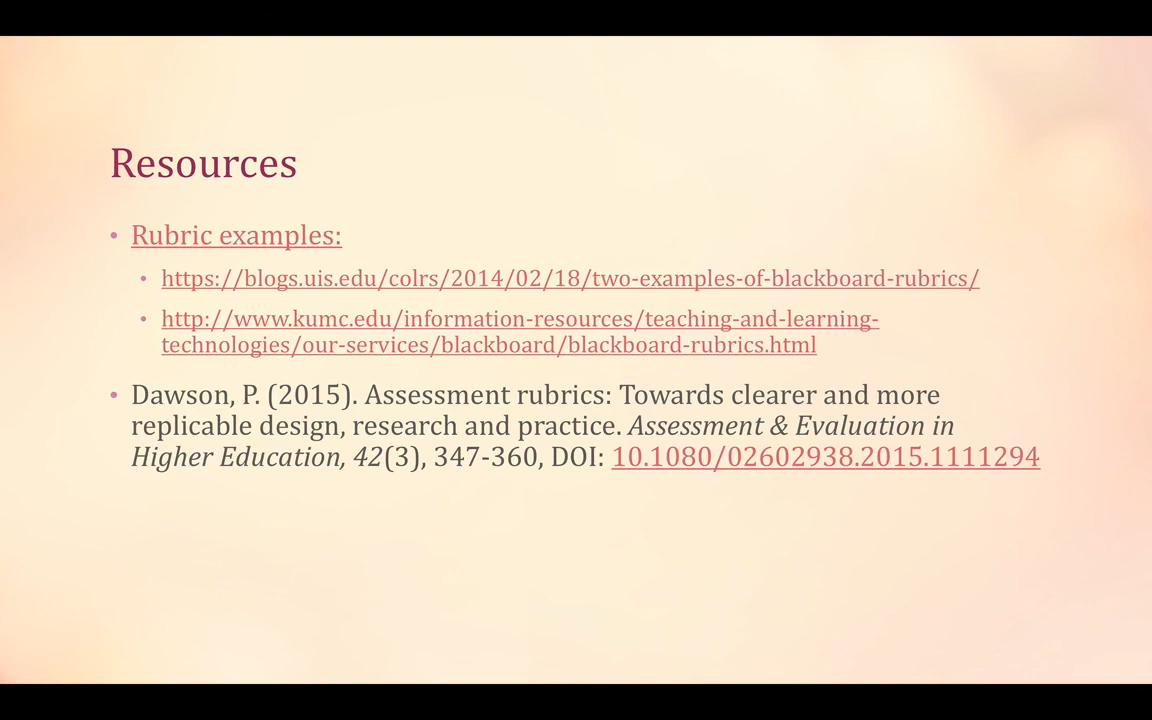 Resources
• Rubric examples:
• https://blogs.uis.edu/colrs/2014/02/18/two-examples-of-blackboard-rubrics/
• http://www.kumc.edu/information-resources/teaching-and-learning-
technologies/our-services/blackboard/blackboard-rubrics.html
• Dawson, P. (2015). Assessment rubrics: Towards clearer and more
replicable design, research and practice. Assessment & Evaluation in
Higher Education, 42(3), 347-360, DOI: 10.1080/02602938.2015.1111294